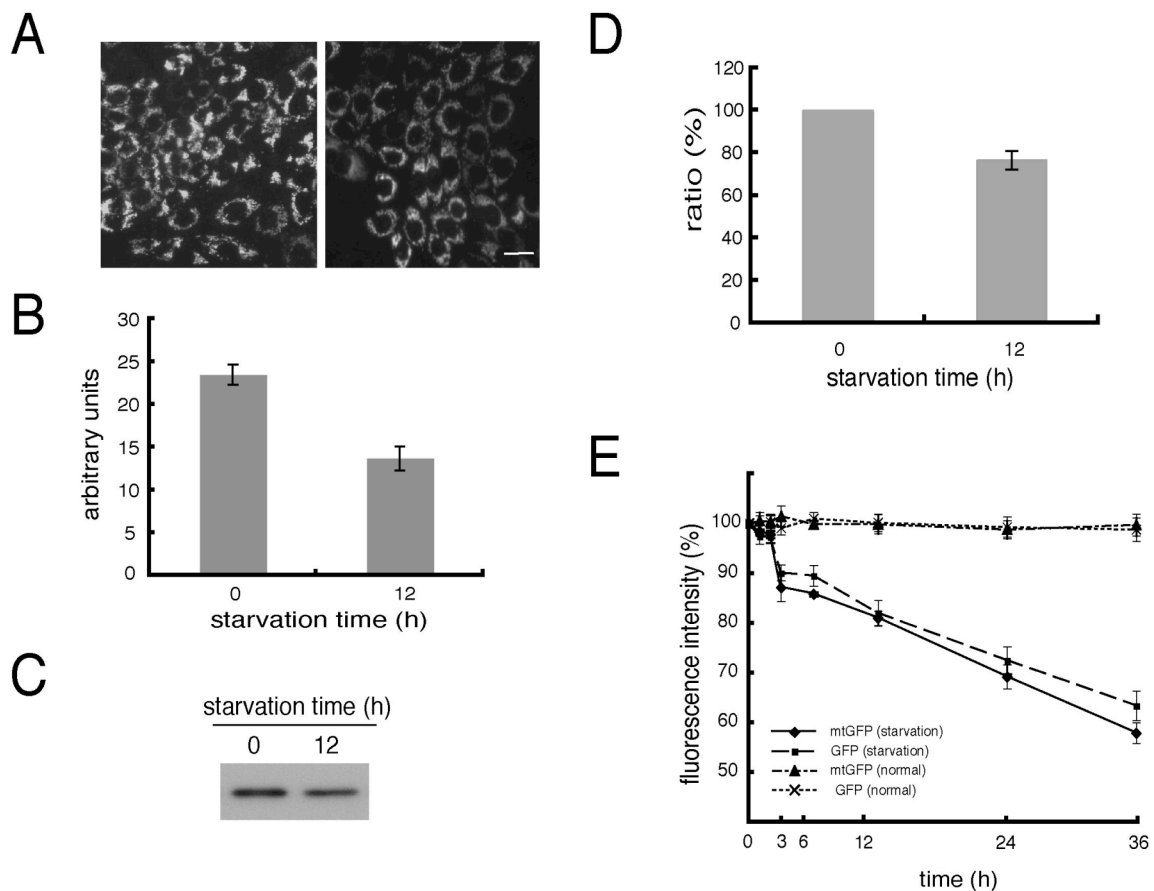 A
B
30
25
20
15
10
5
0
arbitrary units
0 12
starvation time (h)
C
starvation time (h)
0 12
D
120
100
80
60
40
20
0
ratio (%)
0 12
starvation time (h)
E
100
90
80
70
60
50
fluorescence intensity (%)
mtGFP (starvation)
GFP (starvation)
mtGFP (normal)
GFP (normal)
0 3 6 12 24 36
time (h)